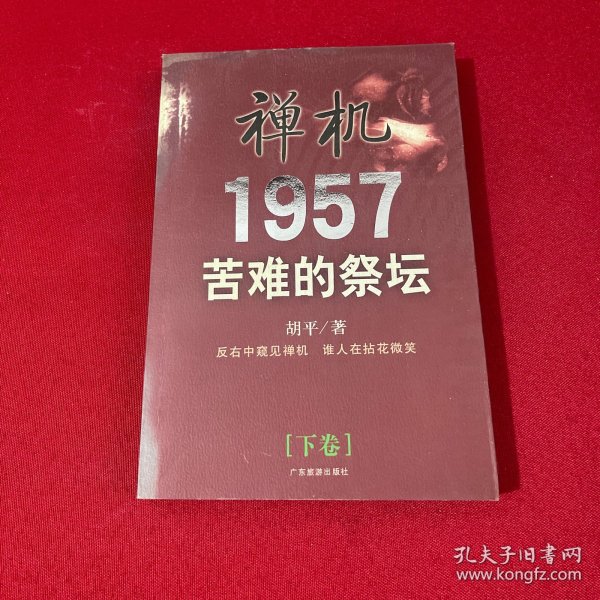 禅机
1957
苦难的祭坛
胡平/著
反右中窥见禅机 谁人在拈花微笑
[下卷]
广东旅游出版社
孔夫子旧书网
www.kongfz.com